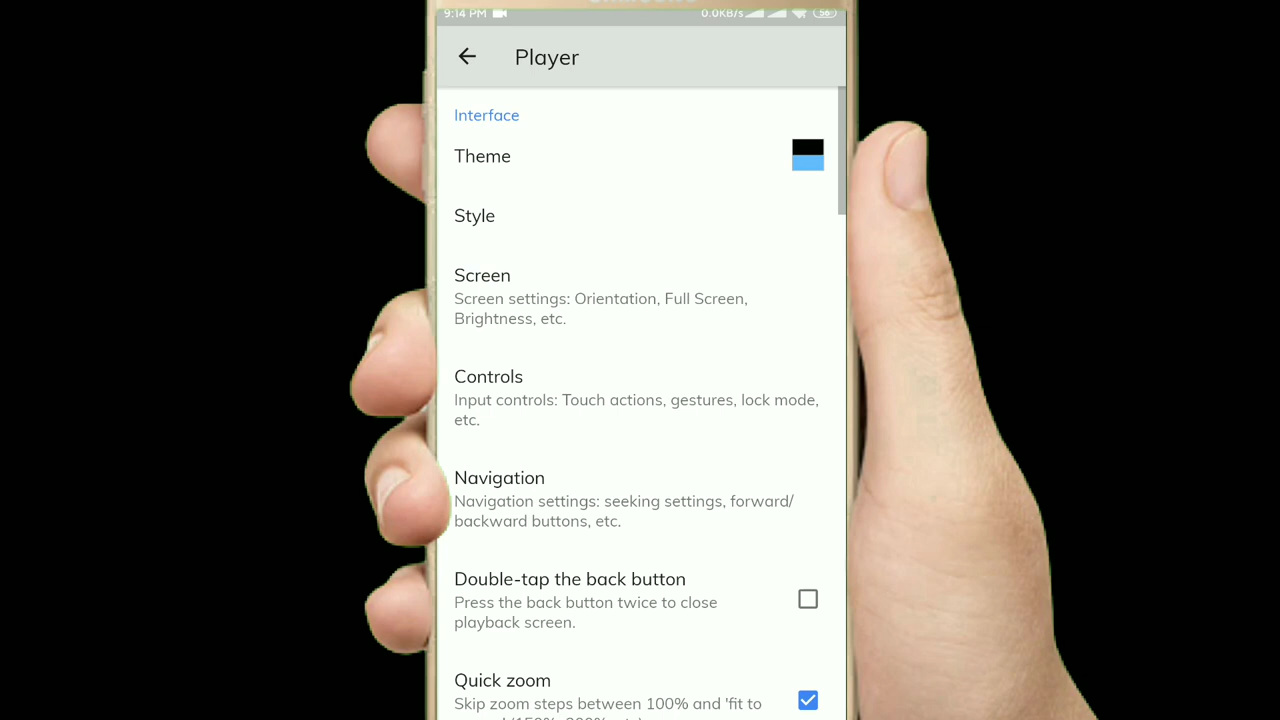 9:14 PM 0.0KB/s 56
Player
Interface
Theme
Style
Screen
Screen settings: Orientation, Full Screen,
Brightness, etc.
Controls
Input controls: Touch actions, gestures, lock mode,
etc.
Navigation
Navigation settings: seeking settings, forward/
backward buttons, etc.
Double-tap the back button
Press the back button twice to close
playback screen.
Quick zoom
Skip zoom steps between 100% and 'fit to